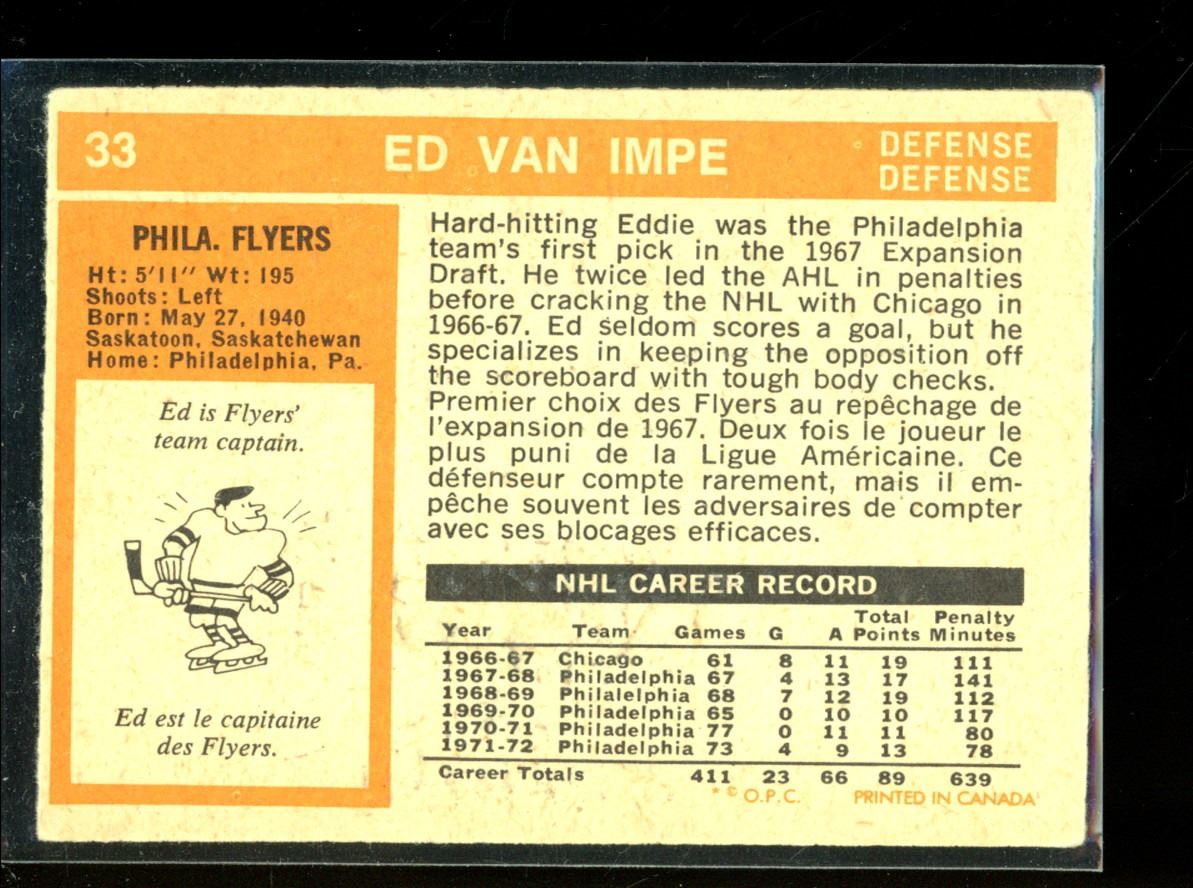 33 ED VAN IMPE DEFENSE
DEFENSE
PHILA. FLYERS
Ht: 5'11" Wt: 195
Shoots: Left
Born: May 27, 1940
Saskatoon, Saskatchewan
Home: Philadelphia, Pa.
Ed is Flyers'
team captain.
Ed est le capitaine
des Flyers.
Hard-hitting Eddie was the Philadelphia
team's first pick in the 1967 Expansion
Draft. He twice led the AHL in penalties
before cracking the NHL with Chicago in
1966-67. Ed seldom scores a goal, but he
specializes in keeping the opposition off
the scoreboard with tough body checks.
Premier choix des Flyers au repêchage de
l'expansion de 1967. Deux fois le joueur le
plus puni de la Ligue Américaine. Ce
défenseur compte rarement, mais il em-
pêche souvent les adversaires de compter
avec ses blocages efficaces.
NHL CAREER RECORD
Year Team Games G A Total Points Penalty Minutes
1966-67 Chicago 61 8 11 19 111
1967-68 Philadelphia 67 4 13 17 141
1968-69 Philalelphia 68 7 12 19 112
1969-70 Philadelphia 65 0 10 10 117
1970-71 Philadelphia 77 0 11 11 80
1971-72 Philadelphia 73 4 9 13 78
Career Totals 411 23 66 89 639
* © O.P.C. PRINTED IN CANADA